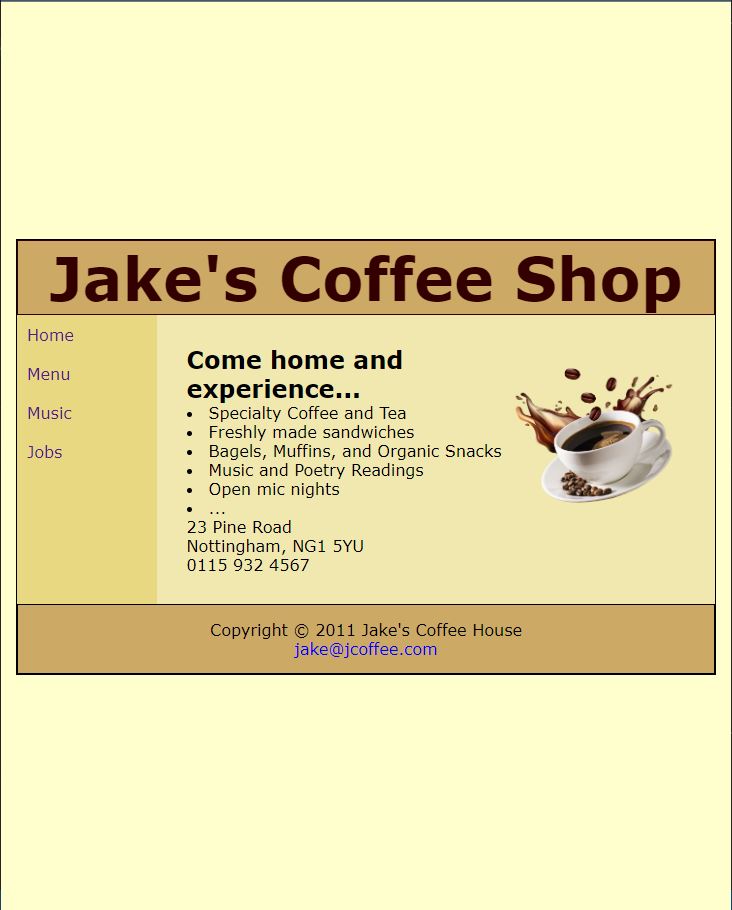 Jake's Coffee Shop
Home
Menu
Music
Jobs
Come home and
experience...
• Specialty Coffee and Tea
• Freshly made sandwiches
• Bagels, Muffins, and Organic Snacks
• Music and Poetry Readings
• Open mic nights
• ...
23 Pine Road
Nottingham, NG1 5YU
0115 932 4567
Copyright © 2011 Jake's Coffee House
jake@jcoffee.com